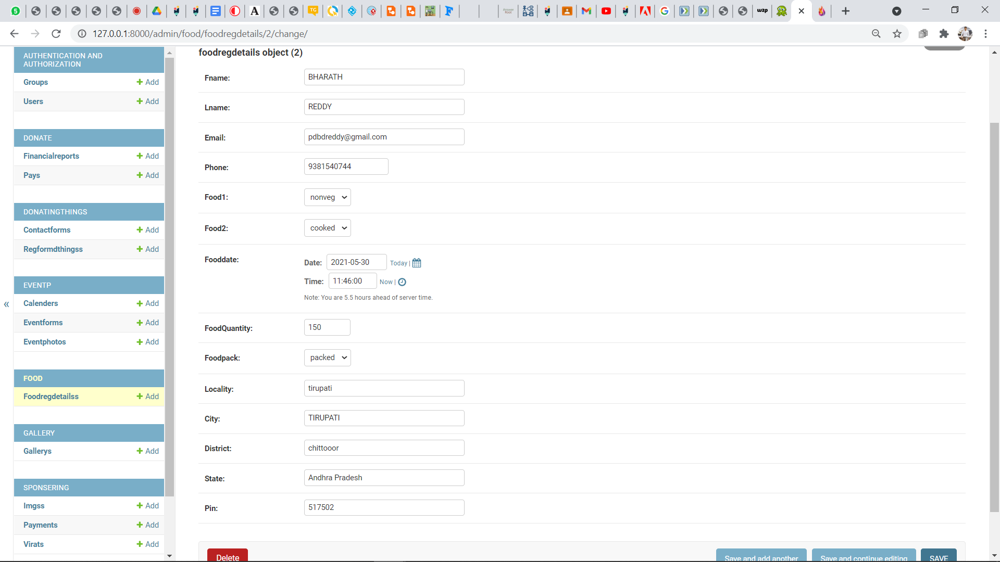 127.0.0.1:8000/admin/food/foodregdetails/2/change/
AUTHENTICATION AND
AUTHORIZATION
Groups + Add
Users + Add
DONATE
Financialreports + Add
Pays + Add
DONATINGTHINGS
Contactforms + Add
Regformdthingss + Add
EVENTP
Calenders + Add
Eventforms + Add
Eventphotos + Add
FOOD
Foodregdetailss + Add
GALLERY
Gallerys + Add
SPONSERING
Imgss + Add
Payments + Add
Virats + Add
«
foodregdetails object (2)
Fname: BHARATH
Lname: REDDY
Email: pdbdreddy@gmail.com
Phone: 9381540744
Food1: nonveg
Food2: cooked
Fooddate: Date: 2021-05-30 Today |
Time: 11:46:00 Now |
Note: You are 5.5 hours ahead of server time.
FoodQuantity: 150
Foodpack: packed
Locality: tirupati
City: TIRUPATI
District: chittooor
State: Andhra Pradesh
Pin: 517502
Delete Save and add another Save and continue editing SAVE